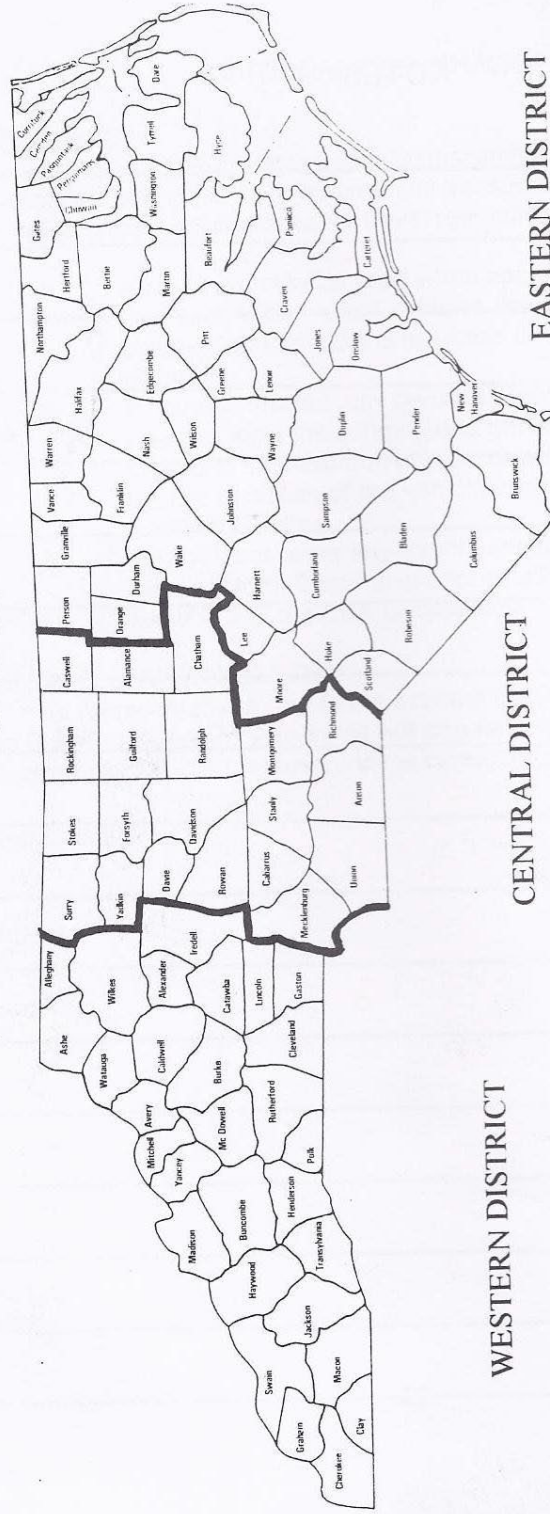 Cherokee
Graham
Clay
Swain
Macon
Jackson
Haywood
Transylvania
Madison
Buncombe
Henderson
Yancey
Mitchell
Avery
Mc Dowell
Polk
Rutherford
Burke
Caldwell
Watauga
Ashe
Alleghany
Wilkes
Alexander
Catawba
Cleveland
Lincoln
Gaston
Iredell
Surry
Yadkin
Davie
Rowan
Cabarrus
Mecklenburg
Union
Stokes
Forsyth
Davidson
Stanly
Anson
Rockingham
Guilford
Randolph
Montgomery
Richmond
Caswell
Alamance
Chatham
Moore
Lee
Hoke
Scotland
Person
Orange
Durham
Granville
Wake
Harnett
Cumberland
Robeson
Vance
Franklin
Johnston
Sampson
Bladen
Columbus
Warren
Nash
Wilson
Wayne
Duplin
Pender
New
Hanover
Brunswick
Northampton
Halifax
Edgecombe
Pitt
Greene
Lenoir
Jones
Onslow
Craven
Carteret
Pamlico
Hertford
Bertie
Martin
Beaufort
Gates
Chowan
Perquimans
Pasquotank
Camden
Currituck
Washington
Tyrrell
Dare
Hyde
WESTERN DISTRICT
CENTRAL DISTRICT
EASTERN DISTRICT